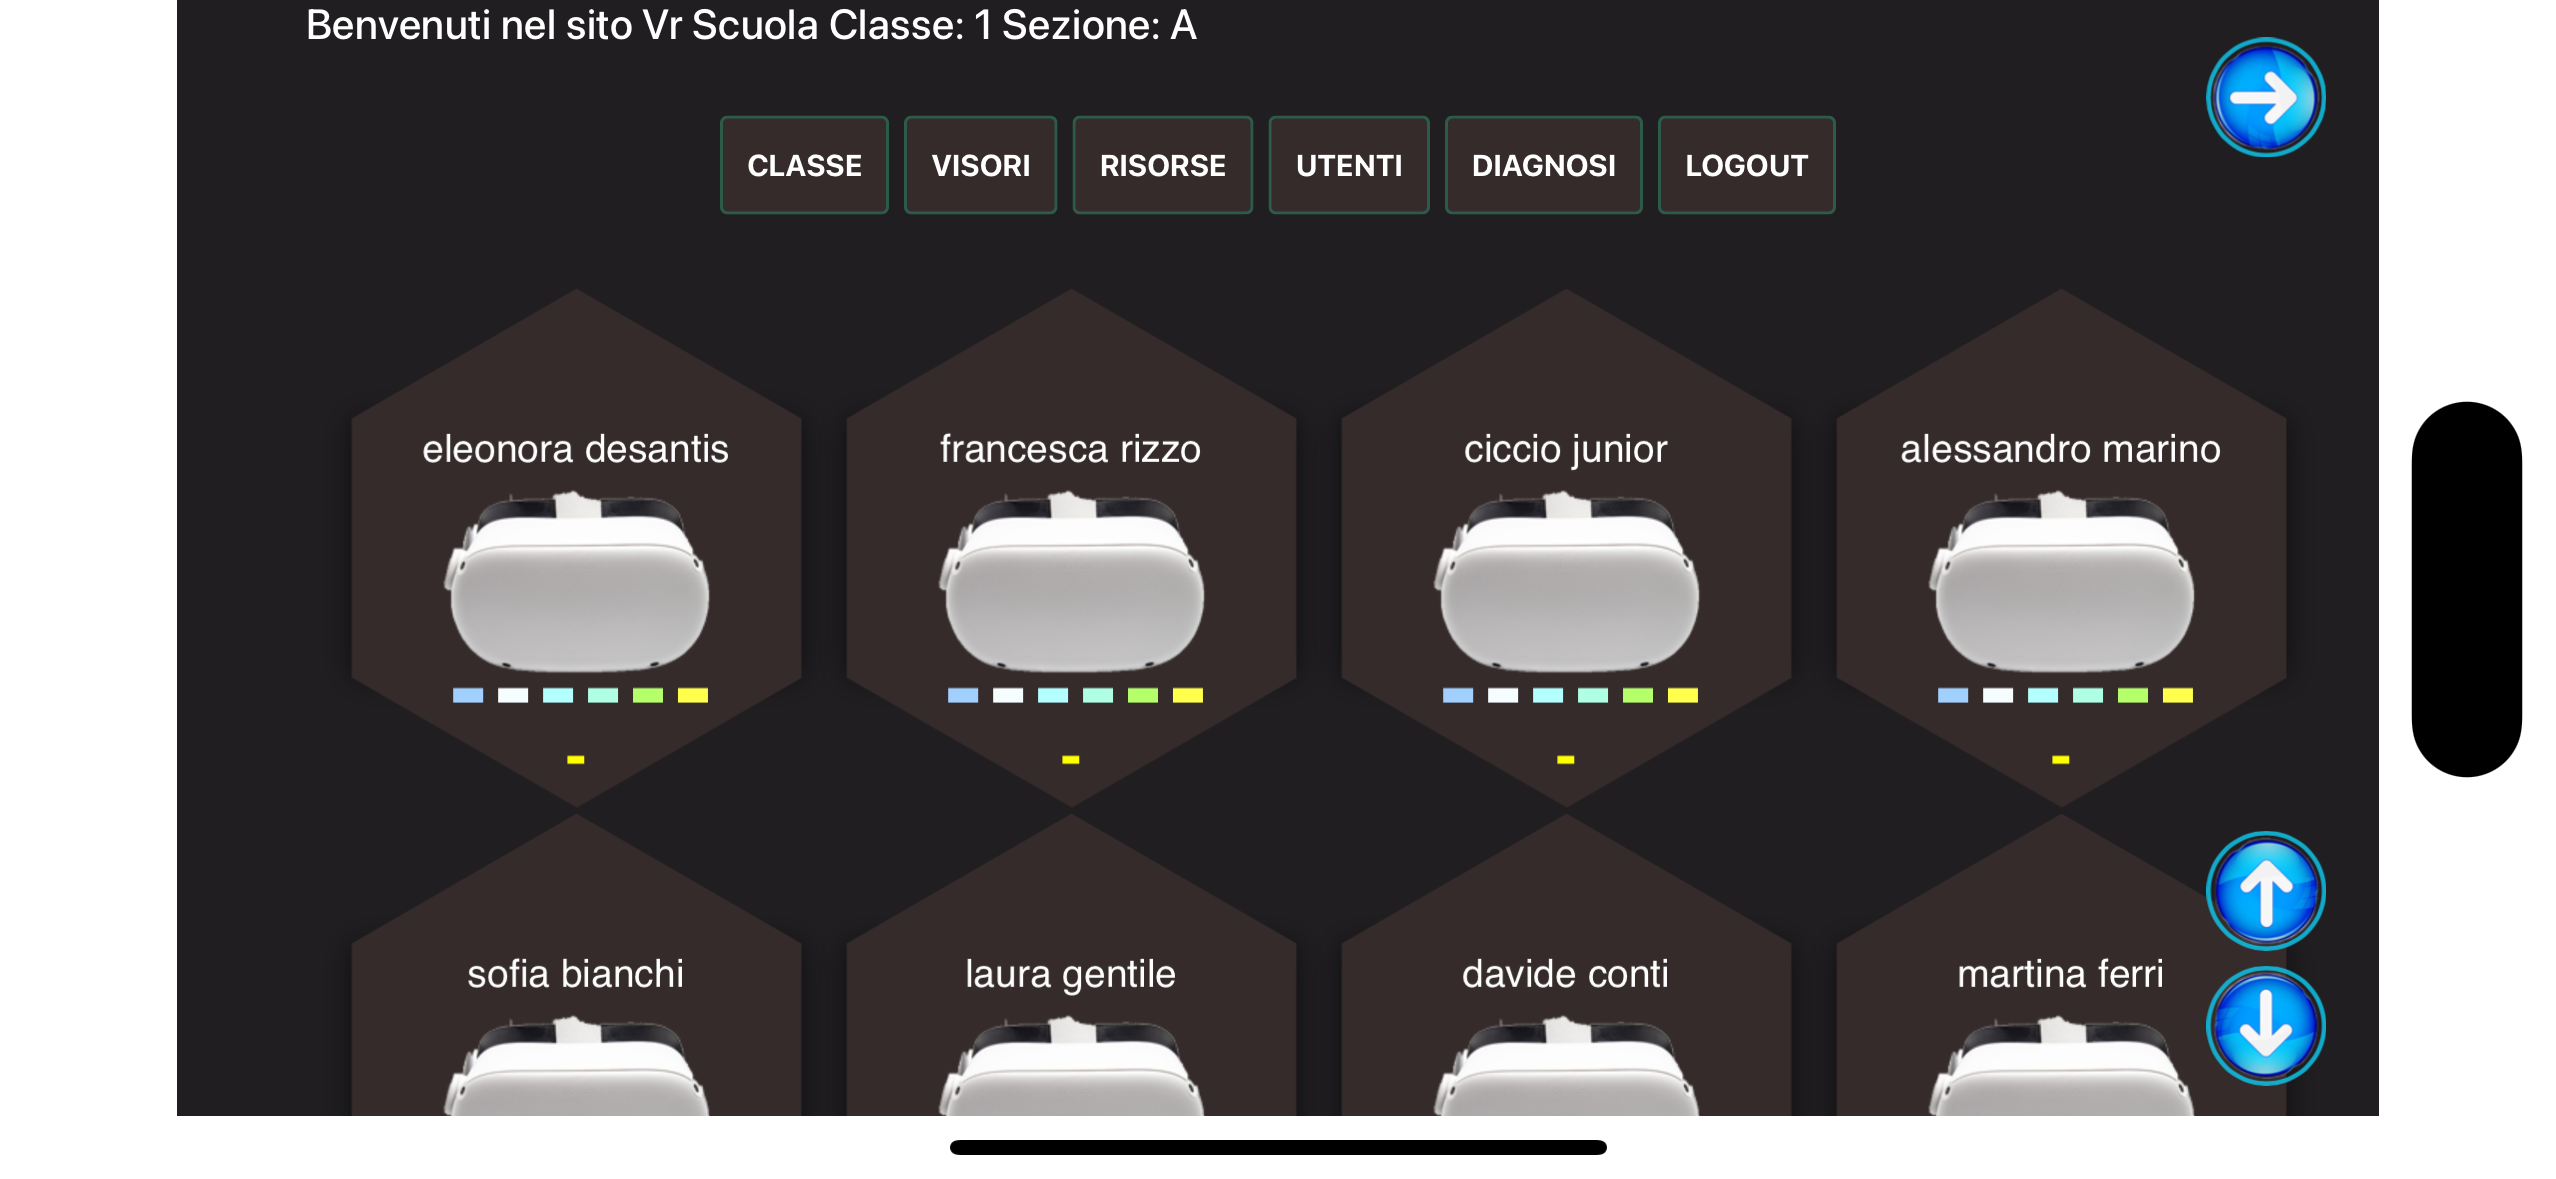 Benvenuti nel sito Vr Scuola Classe: 1 Sezione: A
CLASSE VISORI RISORSE UTENTI DIAGNOSI LOGOUT
eleonora desantis francesca rizzo ciccio junior alessandro marino
- - - -
sofia bianchi laura gentile davide conti martina ferri